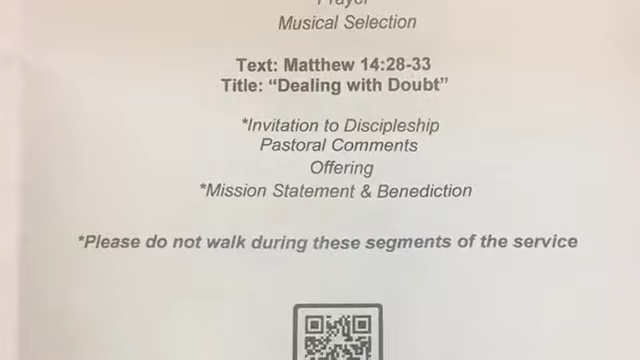 Prayer
Musical Selection
Text: Matthew 14:28-33
Title: “Dealing with Doubt”
*Invitation to Discipleship
Pastoral Comments
Offering
*Mission Statement & Benediction
*Please do not walk during these segments of the service